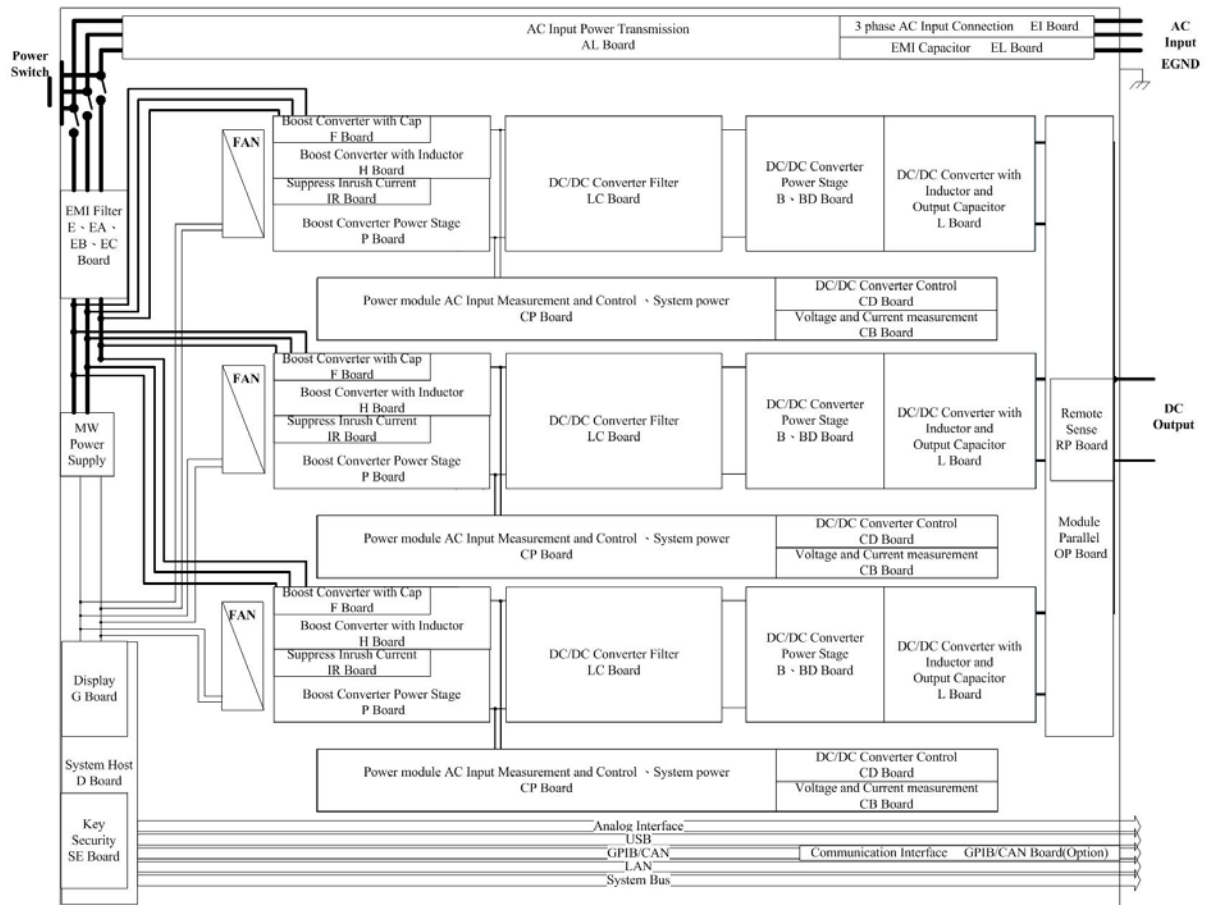 AC Input Power Transmission
AL Board
3 phase AC Input Connection EI Board
EMI Capacitor EL Board
AC
Input
EGND
Power
Switch
EMI Filter
E、EA、
EB、EC
Board
FAN
Boost Converter with Cap
F Board
Boost Converter with Inductor
H Board
Suppress Inrush Current
IR Board
Boost Converter Power Stage
P Board
DC/DC Converter Filter
LC Board
DC/DC Converter
Power Stage
B、BD Board
DC/DC Converter with
Inductor and
Output Capacitor
L Board
Power module AC Input Measurement and Control、System power
CP Board
DC/DC Converter Control
CD Board
Voltage and Current measurement
CB Board
MW
Power
Supply
FAN
Boost Converter with Cap
F Board
Boost Converter with Inductor
H Board
Suppress Inrush Current
IR Board
Boost Converter Power Stage
P Board
DC/DC Converter Filter
LC Board
DC/DC Converter
Power Stage
B、BD Board
DC/DC Converter with
Inductor and
Output Capacitor
L Board
Remote
Sense
RP Board
DC
Output
Module
Parallel
OP Board
Power module AC Input Measurement and Control、System power
CP Board
DC/DC Converter Control
CD Board
Voltage and Current measurement
CB Board
FAN
Boost Converter with Cap
F Board
Boost Converter with Inductor
H Board
Suppress Inrush Current
IR Board
Boost Converter Power Stage
P Board
DC/DC Converter Filter
LC Board
DC/DC Converter
Power Stage
B、BD Board
DC/DC Converter with
Inductor and
Output Capacitor
L Board
Power module AC Input Measurement and Control、System power
CP Board
DC/DC Converter Control
CD Board
Voltage and Current measurement
CB Board
Display
G Board
System Host
D Board
Key
Security
SE Board
Analog Interface
USB
GPIB/CAN
Communication Interface GPIB/CAN Board(Option)
LAN
System Bus